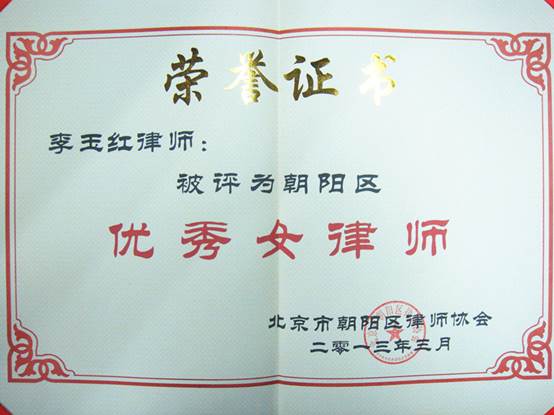 荣誉证书
李玉红律师：
被评为朝阳区
优秀女律师
北京市朝阳区律师协会
二零一三年三月